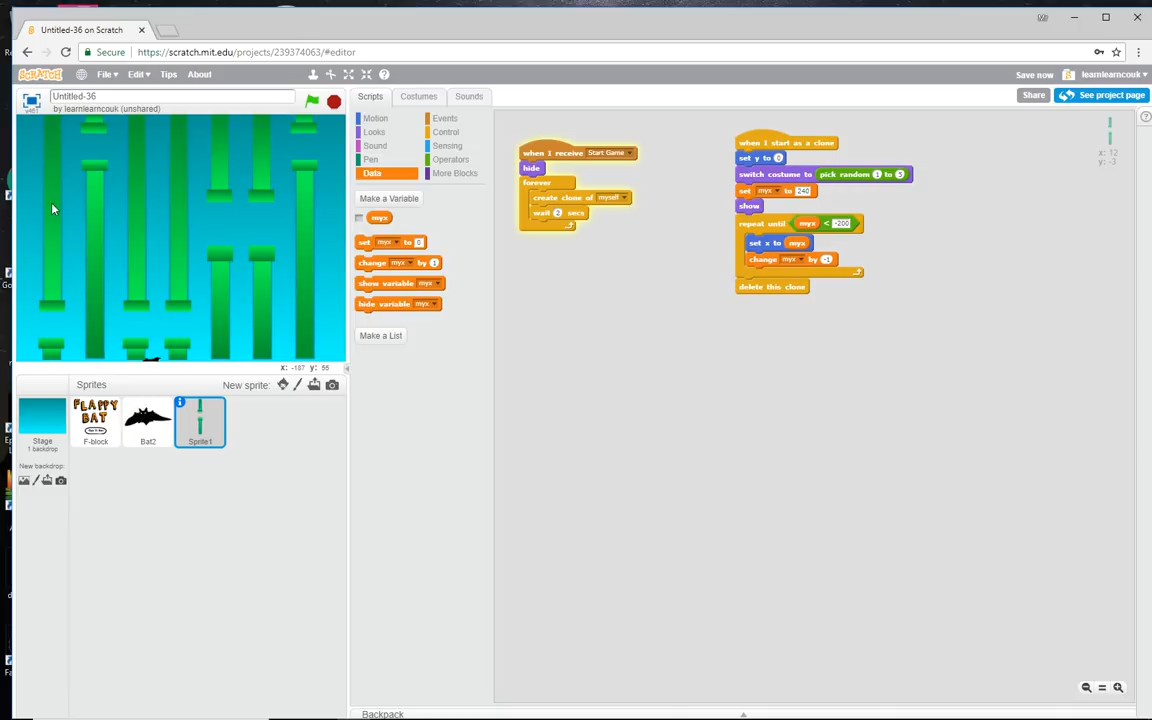 Untitled-36 on Scratch
Secure https://scratch.mit.edu/projects/239374063/#editor
SCRATCH File Edit Tips About Save now learnlearncouk
Untitled-36
by learnlearncouk (unshared)
v461
Scripts Costumes Sounds
Share See project page
Motion Events
Looks Control
Sound Sensing
Pen Operators
Data More Blocks
Make a Variable
myx
set myx to 0
change myx by 1
show variable myx
hide variable myx
Make a List
when I receive Start Game
hide
forever
create clone of myself
wait 2 secs
when I start as a clone
set y to 0
switch costume to pick random 1 to 5
set myx to 240
show
repeat until myx < -200
set x to myx
change myx by -1
delete this clone
x: 12
y: -3
x: -187 y: 55
Sprites New sprite:
FLAPPY
BAT
Stage
1 backdrop
F-block
Bat2
Sprite1
New backdrop:
Backpack